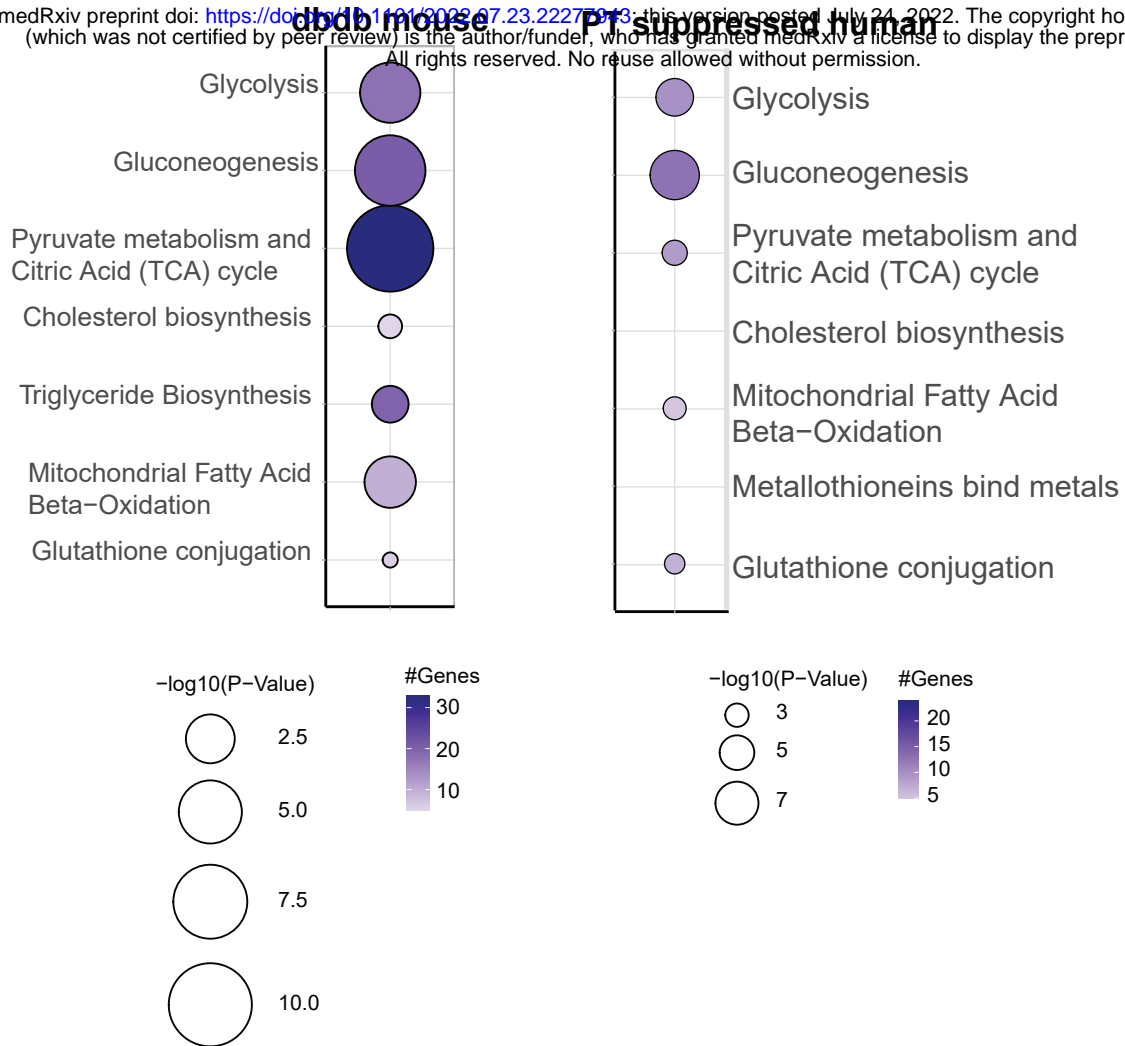 medRxiv preprint doi: https://doi.org/10.1101/2022.07.23.22277943; this version posted July 24, 2022. The copyright ho
(which was not certified by peer review) is the author/funder, who has granted medRxiv a license to display the prepr
All rights reserved. No reuse allowed without permission.
dbdb mouse
PT suppressed human
Glycolysis
Gluconeogenesis
Pyruvate metabolism and
Citric Acid (TCA) cycle
Cholesterol biosynthesis
Triglyceride Biosynthesis
Mitochondrial Fatty Acid
Beta−Oxidation
Glutathione conjugation
Glycolysis
Gluconeogenesis
Pyruvate metabolism and
Citric Acid (TCA) cycle
Cholesterol biosynthesis
Mitochondrial Fatty Acid
Beta−Oxidation
Metallothioneins bind metals
Glutathione conjugation
−log10(P−Value)
2.5
5.0
7.5
10.0
#Genes
30
20
10
−log10(P−Value)
3
5
7
#Genes
20
15
10
5